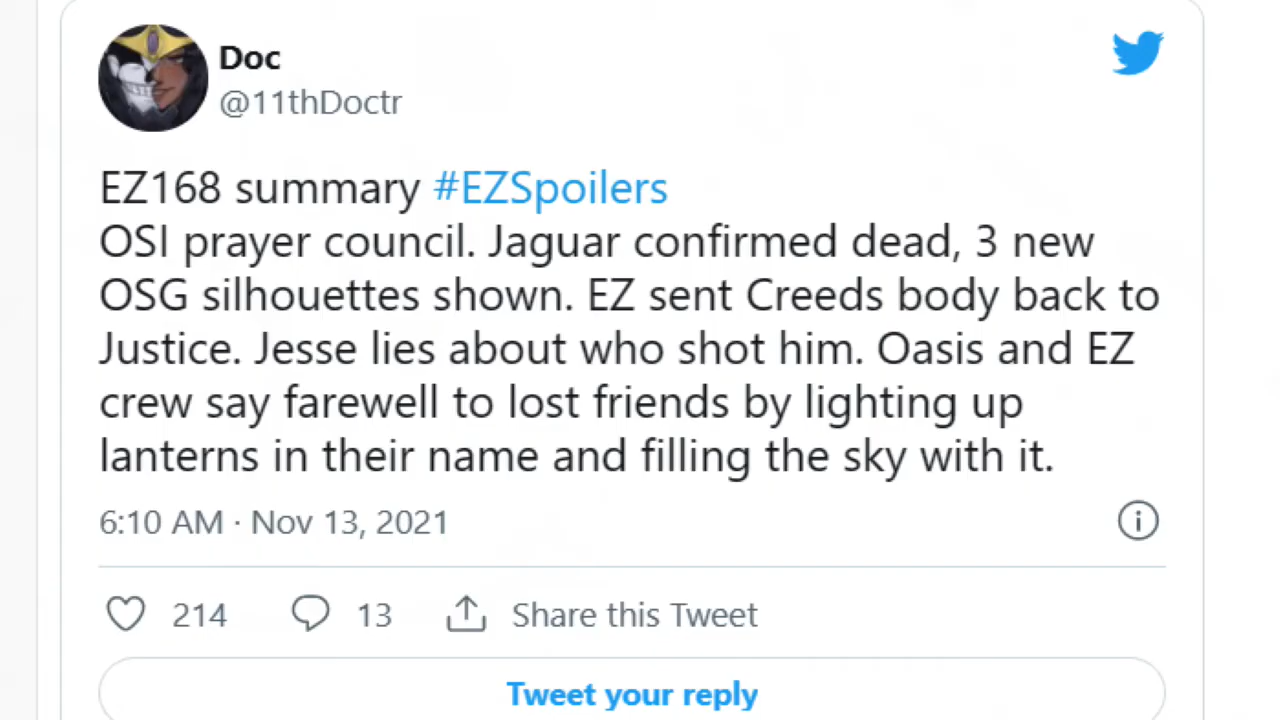 Doc
@11thDoctr
EZ168 summary #EZSpoilers
OSI prayer council. Jaguar confirmed dead, 3 new
OSG silhouettes shown. EZ sent Creeds body back to
Justice. Jesse lies about who shot him. Oasis and EZ
crew say farewell to lost friends by lighting up
lanterns in their name and filling the sky with it.
6:10 AM · Nov 13, 2021
214 13 Share this Tweet
Tweet your reply